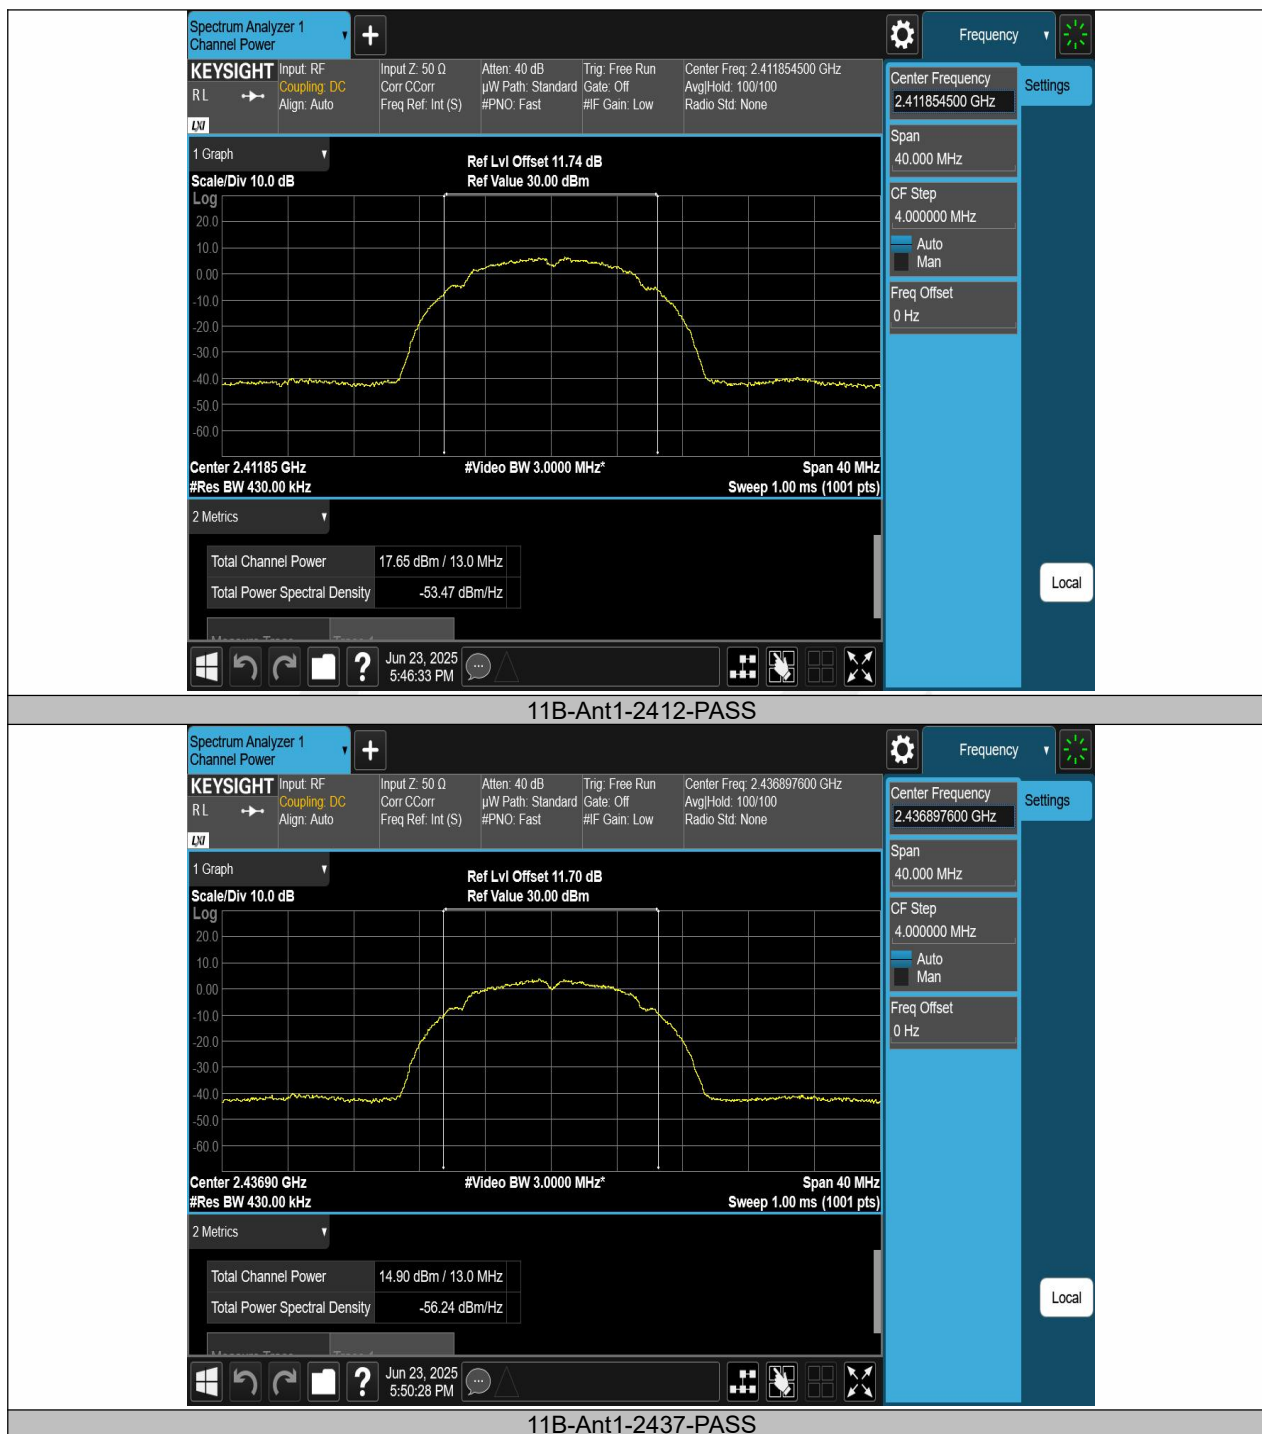 Spectrum Analyzer 1
Channel Power
+
Frequency
KEYSIGHT
RL
LXI
Input: RF
Coupling: DC
Align: Auto
Input Z: 50 Ω
Corr CCorr
Freq Ref: Int (S)
Atten: 40 dB
µW Path: Standard
#PNO: Fast
Trig: Free Run
Gate: Off
#IF Gain: Low
Center Freq: 2.411854500 GHz
Avg|Hold: 100/100
Radio Std: None
Center Frequency
2.411854500 GHz
Settings
Span
40.000 MHz
CF Step
4.000000 MHz
Auto
Man
Freq Offset
0 Hz
Local
1 Graph
Scale/Div 10.0 dB
Ref Lvl Offset 11.74 dB
Ref Value 30.00 dBm
Log
20.0
10.0
0.00
-10.0
-20.0
-30.0
-40.0
-50.0
-60.0
Center 2.41185 GHz
#Video BW 3.0000 MHz*
Span 40 MHz
#Res BW 430.00 kHz
Sweep 1.00 ms (1001 pts)
2 Metrics
Total Channel Power 17.65 dBm / 13.0 MHz
Total Power Spectral Density -53.47 dBm/Hz
?
Jun 23, 2025
5:46:33 PM
11B-Ant1-2412-PASS
Spectrum Analyzer 1
Channel Power
+
Frequency
KEYSIGHT
RL
LXI
Input: RF
Coupling: DC
Align: Auto
Input Z: 50 Ω
Corr CCorr
Freq Ref: Int (S)
Atten: 40 dB
µW Path: Standard
#PNO: Fast
Trig: Free Run
Gate: Off
#IF Gain: Low
Center Freq: 2.436897600 GHz
Avg|Hold: 100/100
Radio Std: None
Center Frequency
2.436897600 GHz
Settings
Span
40.000 MHz
CF Step
4.000000 MHz
Auto
Man
Freq Offset
0 Hz
Local
1 Graph
Scale/Div 10.0 dB
Ref Lvl Offset 11.70 dB
Ref Value 30.00 dBm
Log
20.0
10.0
0.00
-10.0
-20.0
-30.0
-40.0
-50.0
-60.0
Center 2.43690 GHz
#Video BW 3.0000 MHz*
Span 40 MHz
#Res BW 430.00 kHz
Sweep 1.00 ms (1001 pts)
2 Metrics
Total Channel Power 14.90 dBm / 13.0 MHz
Total Power Spectral Density -56.24 dBm/Hz
?
Jun 23, 2025
5:50:28 PM
11B-Ant1-2437-PASS